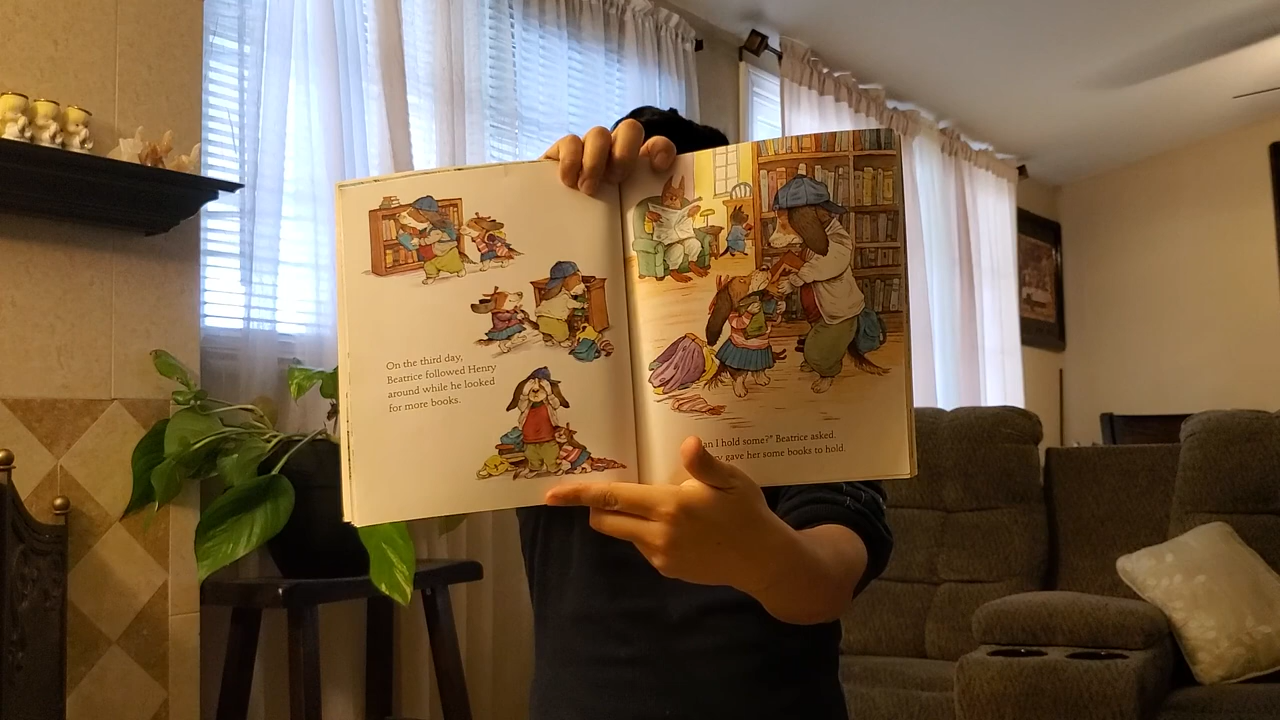 On the third day,
Beatrice followed Henry
around while he looked
for more books.
I hold some?" Beatrice asked.
gave her some books to hold.